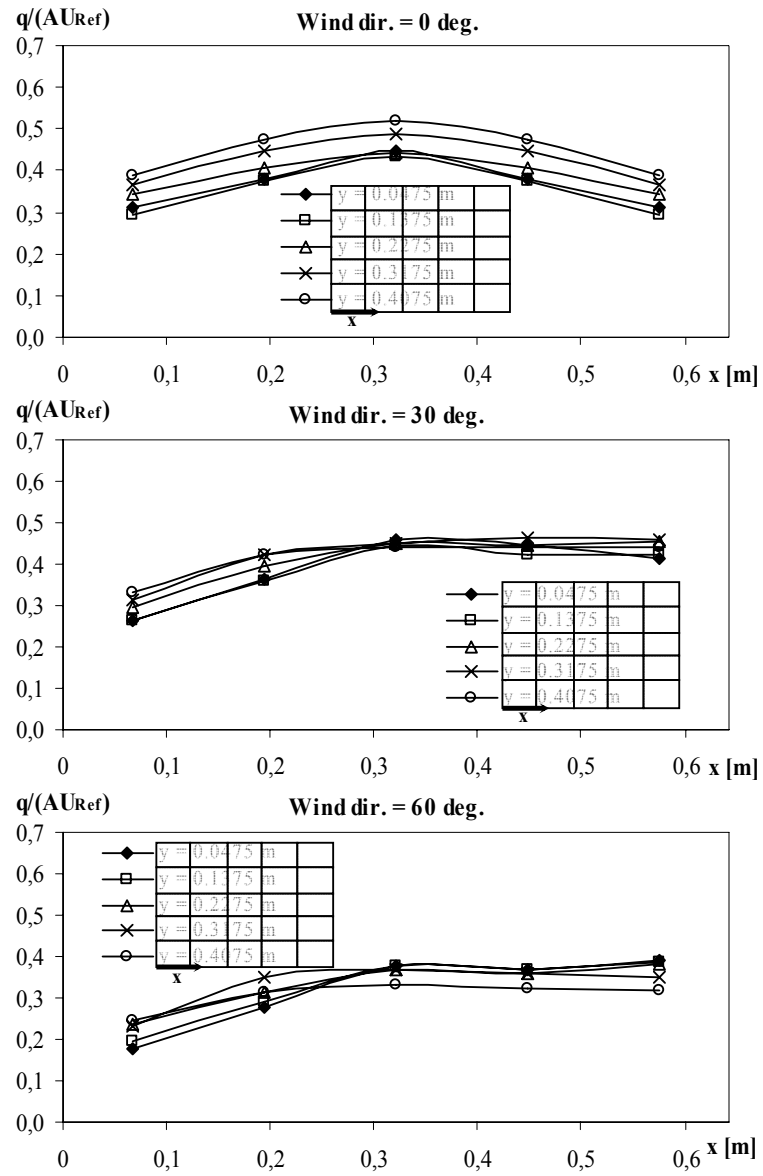 q/(AURef)
Wind dir. = 0 deg.
0,7
0,6
0,5
0,4
0,3
0,2
0,1
0,0
y = 0.0475 m
y = 0.1375 m
y = 0.2275 m
y = 0.3175 m
y = 0.4075 m
x
0 0,1 0,2 0,3 0,4 0,5 0,6 x [m]
q/(AURef)
Wind dir. = 30 deg.
0,7
0,6
0,5
0,4
0,3
0,2
0,1
0,0
y = 0.0475 m
y = 0.1375 m
y = 0.2275 m
y = 0.3175 m
y = 0.4075 m
x
0 0,1 0,2 0,3 0,4 0,5 0,6 x [m]
q/(AURef)
Wind dir. = 60 deg.
0,7
0,6
0,5
0,4
0,3
0,2
0,1
0,0
y = 0.0475 m
y = 0.1375 m
y = 0.2275 m
y = 0.3175 m
y = 0.4075 m
x
0 0,1 0,2 0,3 0,4 0,5 0,6 x [m]